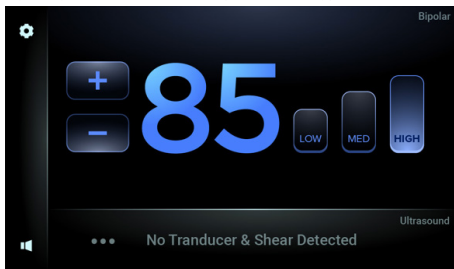 Bipolar
+
85
LOW MED HIGH
−
Ultrasound
••• No Tranducer & Shear Detected